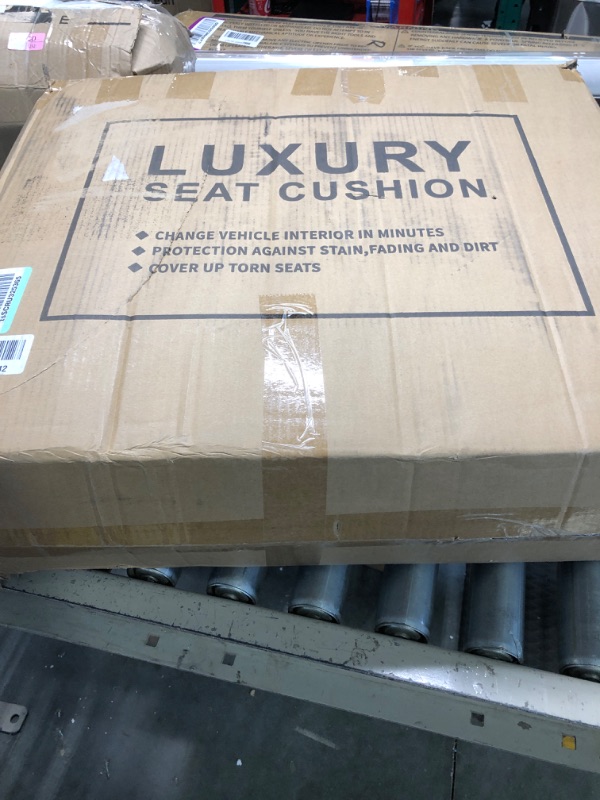 LUXURY
SEAT CUSHION
◆ CHANGE VEHICLE INTERIOR IN MINUTES
◆ PROTECTION AGAINST STAIN,FADING AND DIRT
◆ COVER UP TORN SEATS